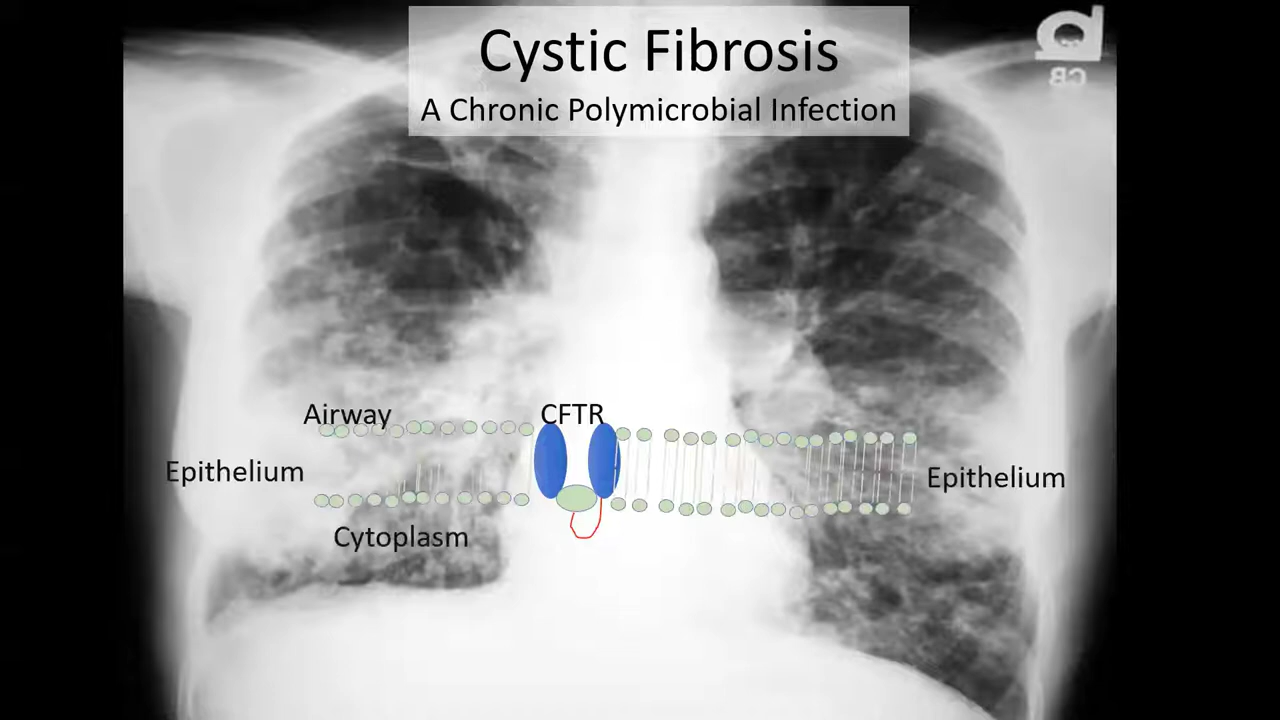 Cystic Fibrosis
A Chronic Polymicrobial Infection
Airway
CFTR
Epithelium
Epithelium
Cytoplasm